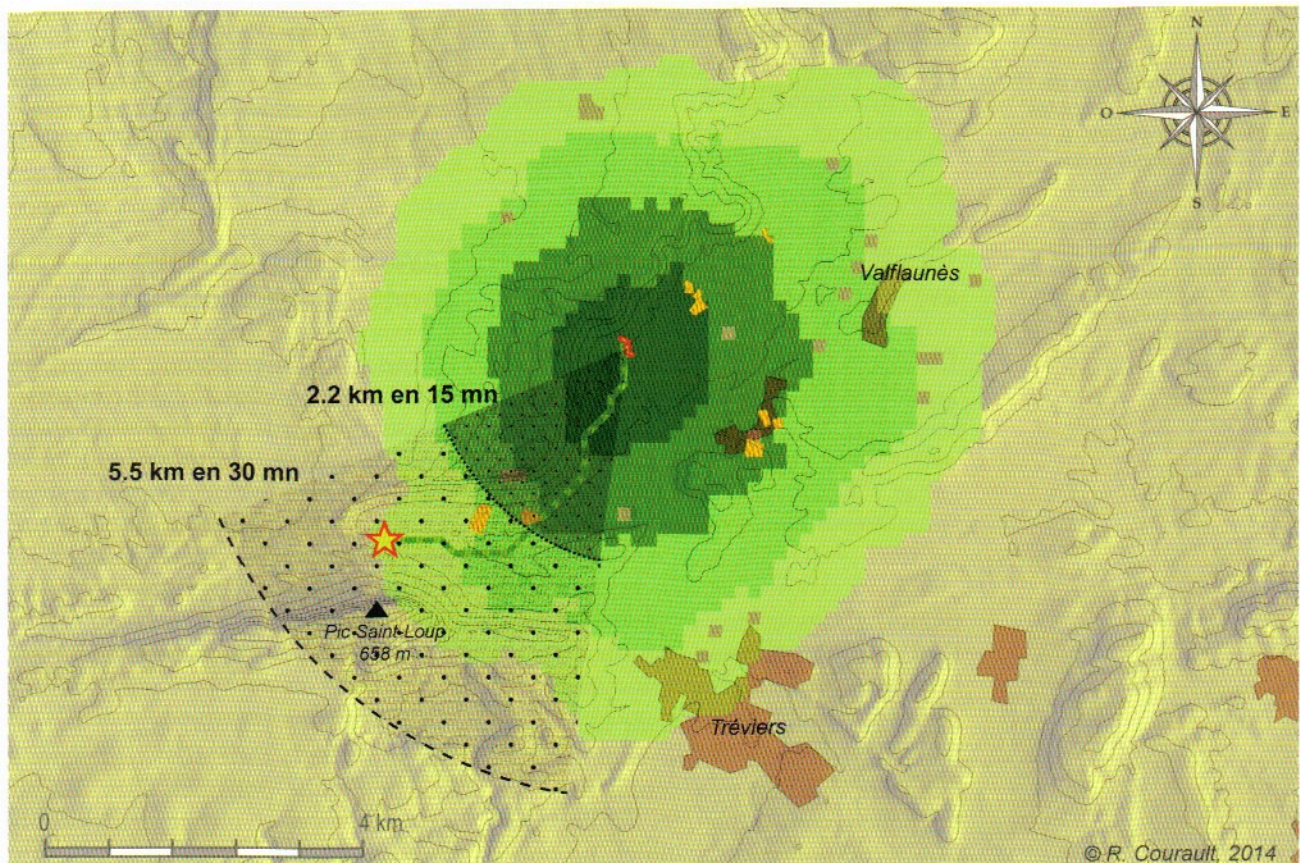 N
O
E
S
Valflaunès
2.2 km en 15 mn
5.5 km en 30 mn
Pic Saint-Loup
658 m
Tréviers
0
4 km
© R. Courault, 2014